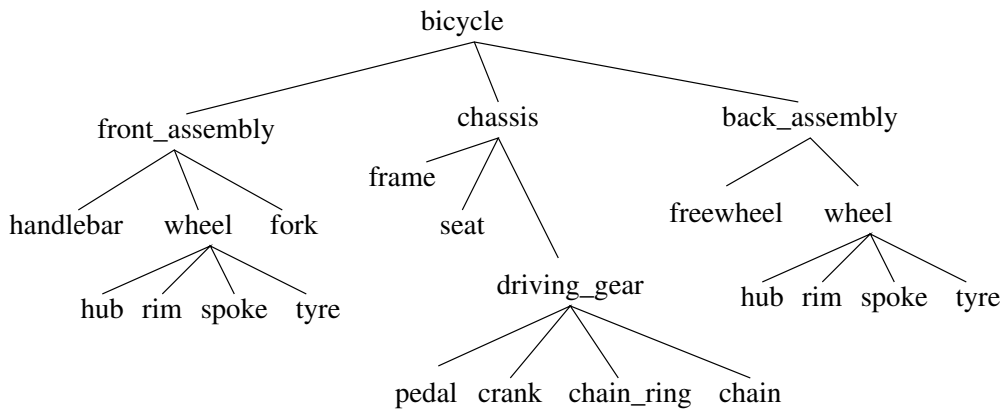 bicycle
front_assembly chassis back_assembly
frame
handlebar wheel fork seat freewheel wheel
hub rim spoke tyre driving_gear hub rim spoke tyre
pedal crank chain_ring chain